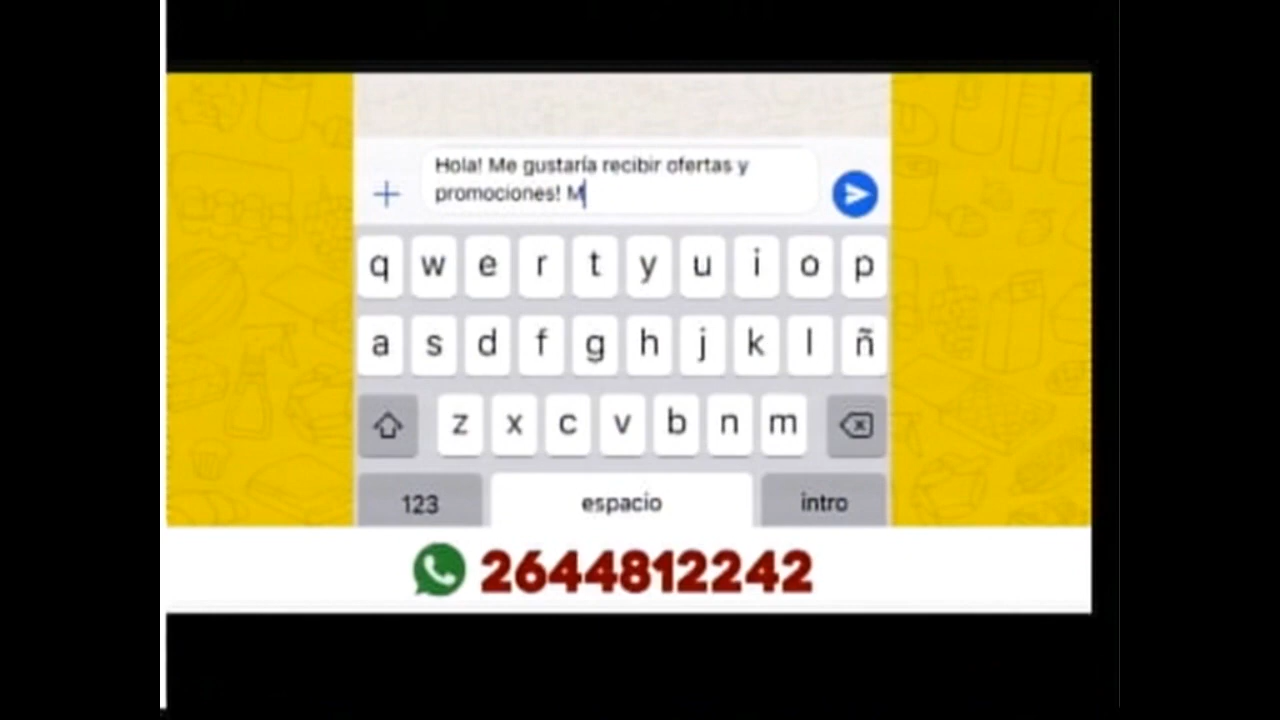 Hola! Me gustaría recibir ofertas y
promociones! M
q w e r t y u i o p
a s d f g h j k l ñ
z x c v b n m
123 espacio intro
2644812242